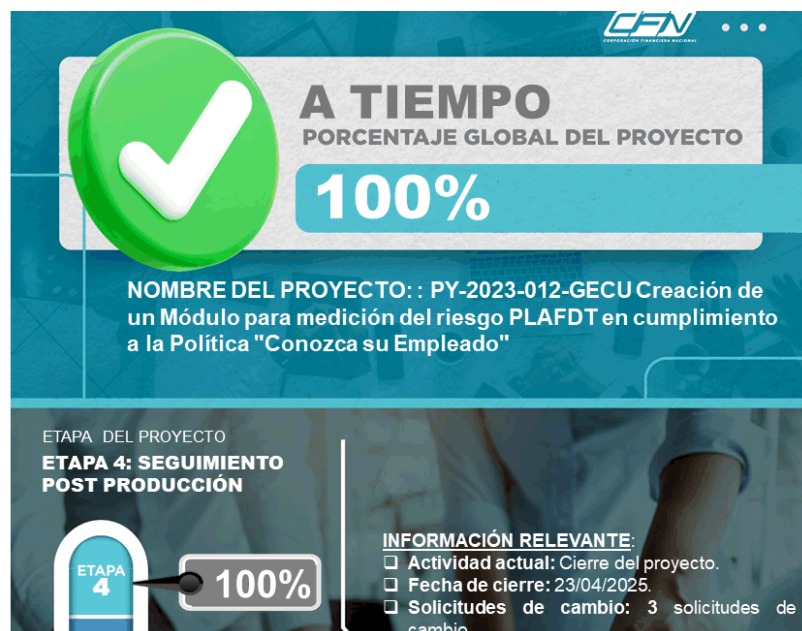 CFN
CORPORACIÓN FINANCIERA NACIONAL
A TIEMPO
PORCENTAJE GLOBAL DEL PROYECTO
100%
NOMBRE DEL PROYECTO: : PY-2023-012-GECU Creación de
un Módulo para medición del riesgo PLAFDT en cumplimiento
a la Política "Conozca su Empleado"
ETAPA DEL PROYECTO
ETAPA 4: SEGUIMIENTO
POST PRODUCCIÓN
ETAPA
4
100%
INFORMACIÓN RELEVANTE:
❑ Actividad actual: Cierre del proyecto.
❑ Fecha de cierre: 23/04/2025.
❑ Solicitudes de cambio: 3 solicitudes de
cambio